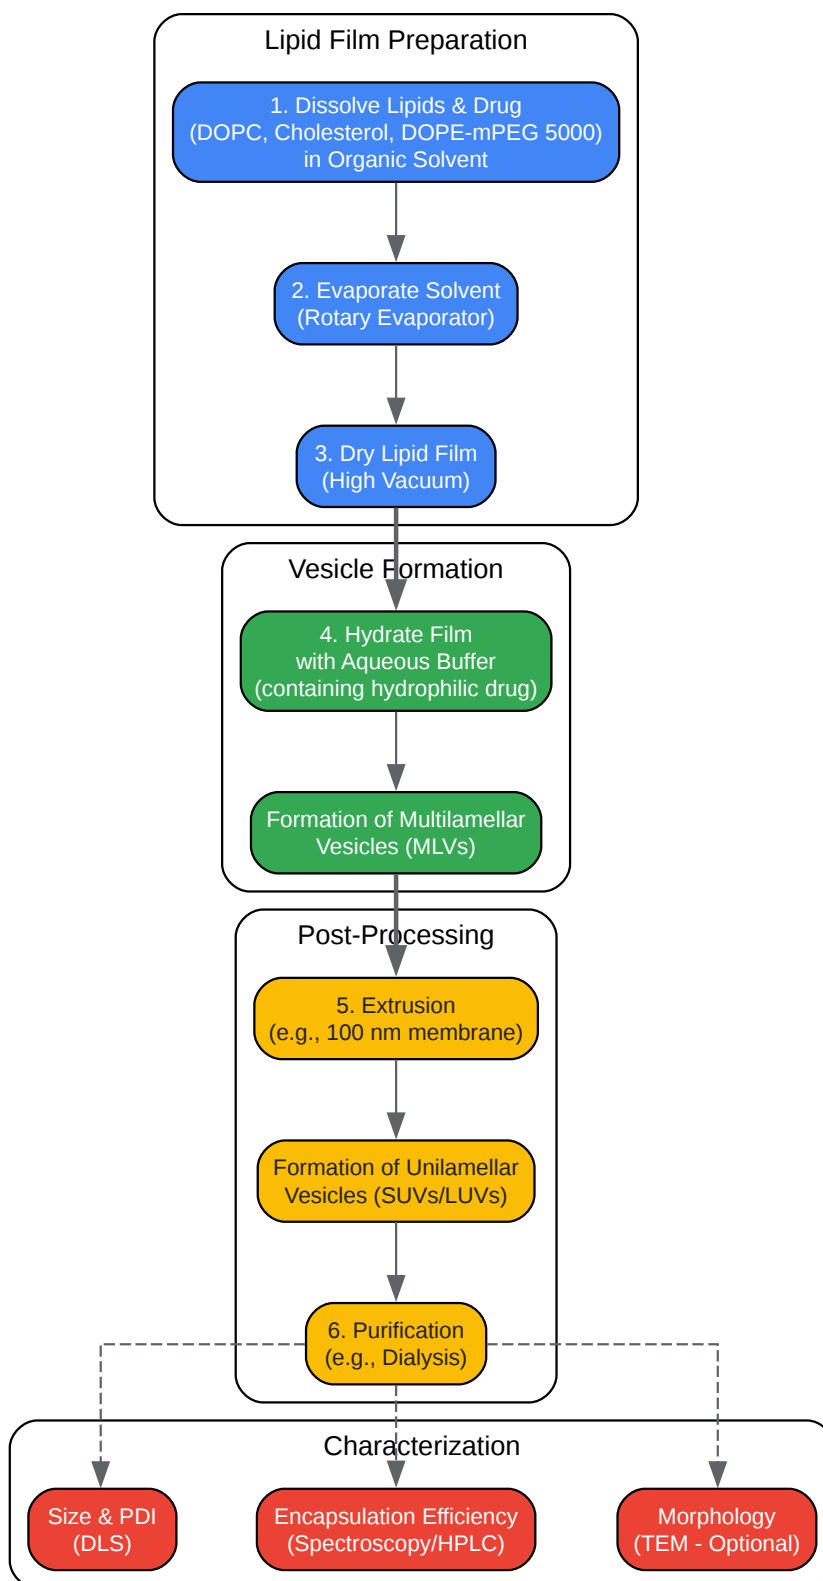 Lipid Film Preparation
1. Dissolve Lipids & Drug
(DOPC, Cholesterol, DOPE-mPEG 5000)
in Organic Solvent
2. Evaporate Solvent
(Rotary Evaporator)
3. Dry Lipid Film
(High Vacuum)
Vesicle Formation
4. Hydrate Film
with Aqueous Buffer
(containing hydrophilic drug)
Formation of Multilamellar
Vesicles (MLVs)
Post-Processing
5. Extrusion
(e.g., 100 nm membrane)
Formation of Unilamellar
Vesicles (SUVs/LUVs)
6. Purification
(e.g., Dialysis)
Characterization
Size & PDI
(DLS)
Encapsulation Efficiency
(Spectroscopy/HPLC)
Morphology
(TEM - Optional)